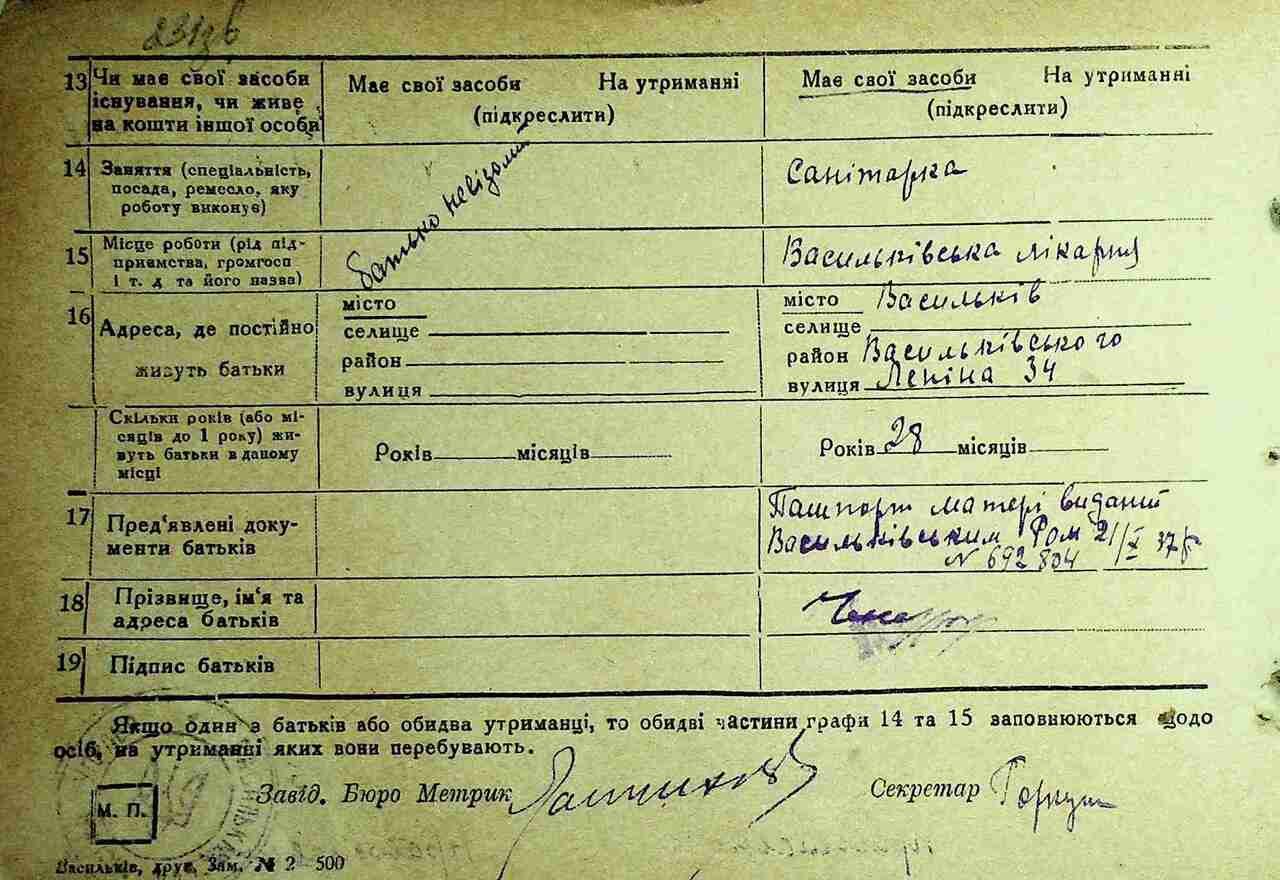 13 Чи має свої засоби існування, чи живе на кошти іншої особи
Має свої засоби На утриманні
(підкреслити)
Має свої засоби На утриманні
(підкреслити)
14 Заняття (спеціальність, посада, ремесло, яку роботу виконує)
батько невідомий
Санітарка
15 Місце роботи (рід підприємства, громгосп і т. д та його назва)
Васильківська лікарня
16 Адреса, де постійно живуть батьки
місто
селище
район
вулиця
місто Васильків
селище
район Васильківського
вулиця Леніна 34
Скільки років (або місяців до 1 року) живуть батьки в даному місці
Років місяців
Років 28 місяців
17 Пред'явлені документи батьків
Паспорт матері виданий
Васильківським Ром 21/X 37р
N 692804
18 Прізвище, ім'я та адреса батьків
19 Підпис батьків
Якщо один з батьків або обидва утриманці, то обидві частини графи 14 та 15 заповнюються щодо
осіб, на утриманні яких вони перебувають.
М. П.
Завід. Бюро Метрик
Секретар
Васильків, друк. Зам. № 2 500